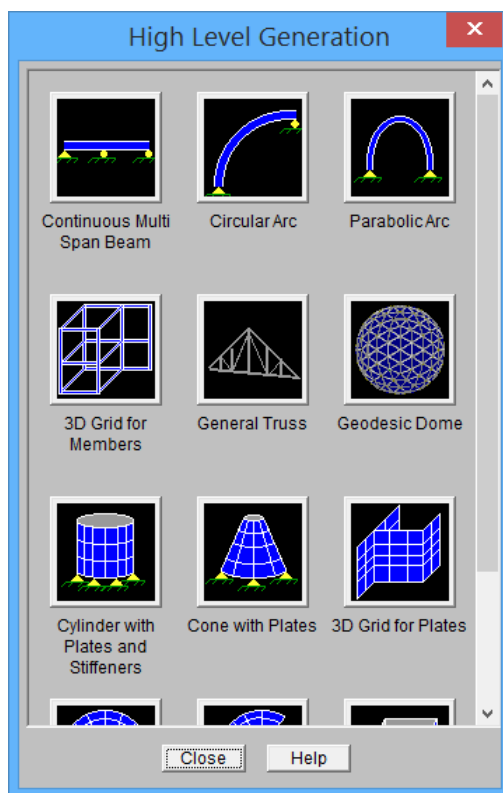 High Level Generation
Continuous Multi
Span Beam
Circular Arc
Parabolic Arc
3D Grid for
Members
General Truss
Geodesic Dome
Cylinder with
Plates and
Stiffeners
Cone with Plates
3D Grid for Plates
Close
Help